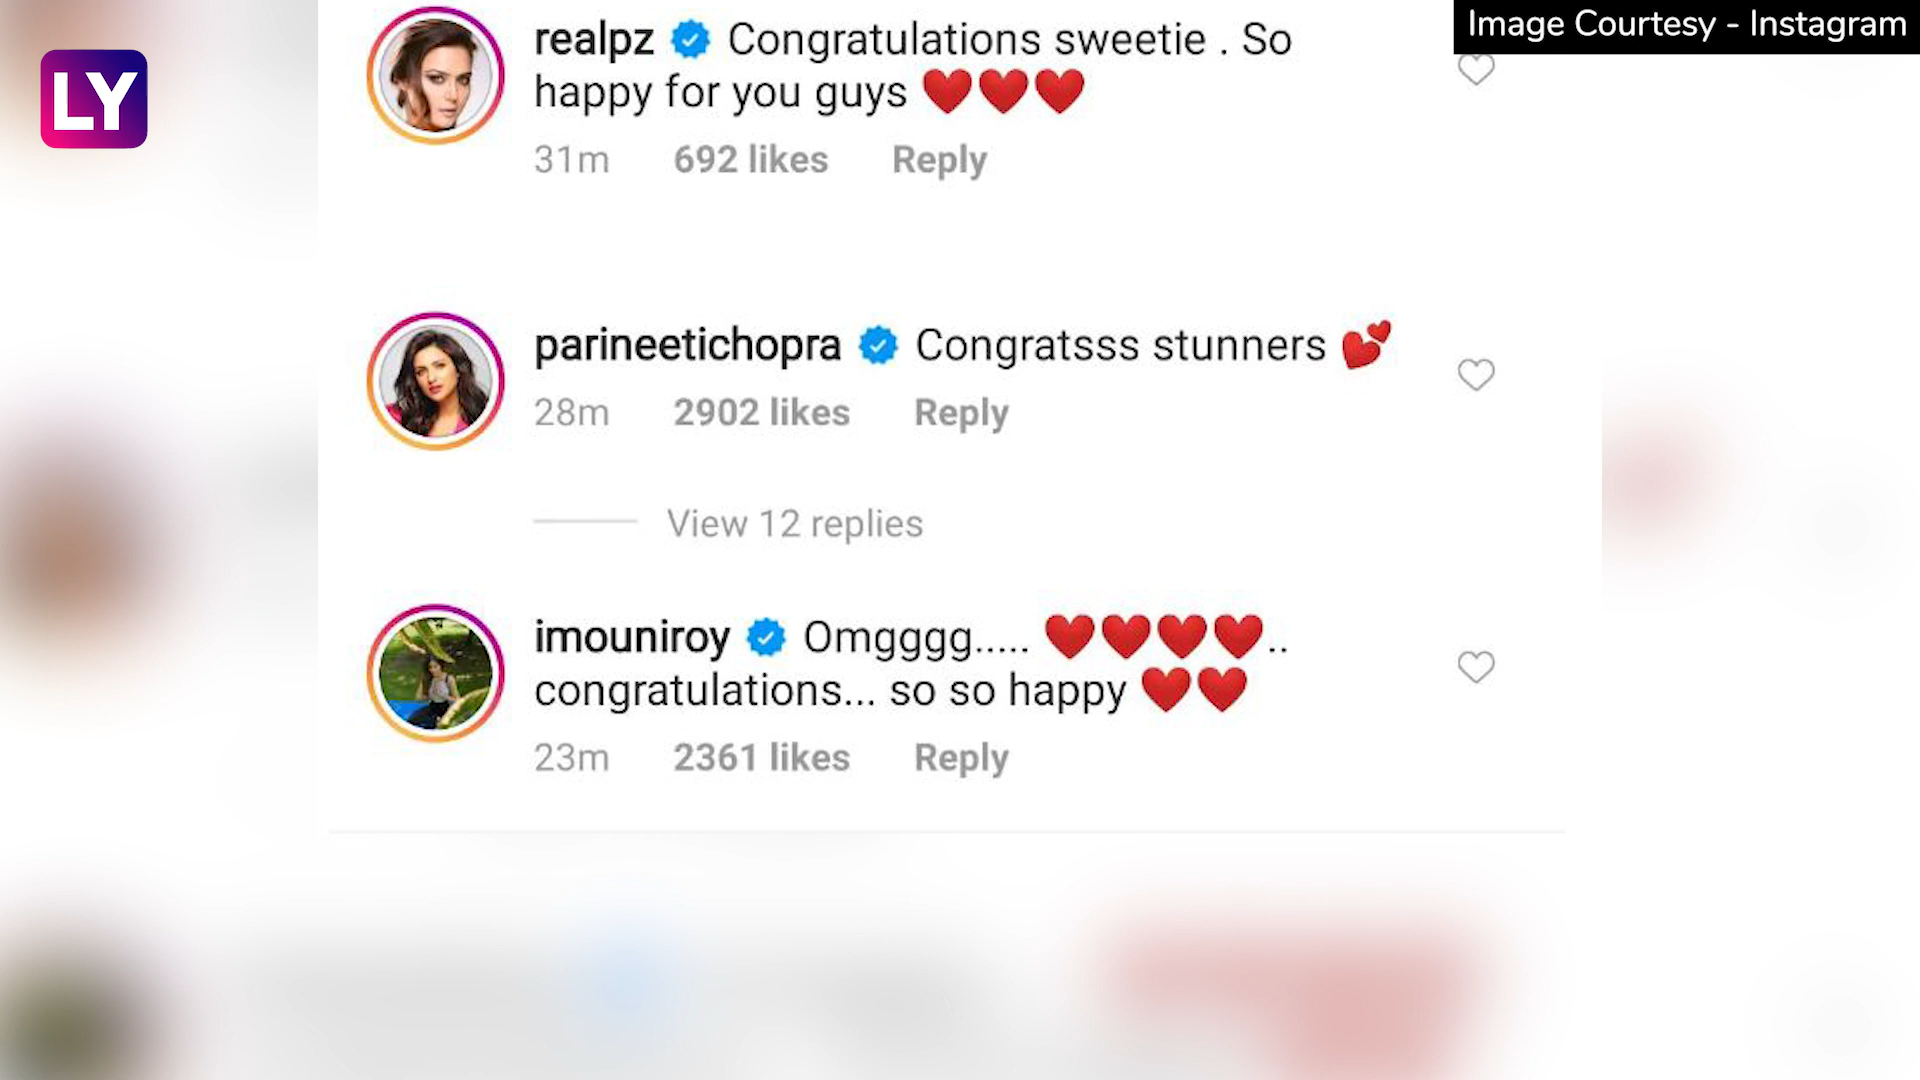 Image Courtesy - Instagram
LY
realpz Congratulations sweetie . So
happy for you guys ❤️❤️❤️
31m 692 likes Reply
parineetichopra Congratsss stunners 💕
28m 2902 likes Reply
View 12 replies
imouniroy Omgggg..... ❤️❤️❤️❤️..
congratulations... so so happy ❤️❤️
23m 2361 likes Reply